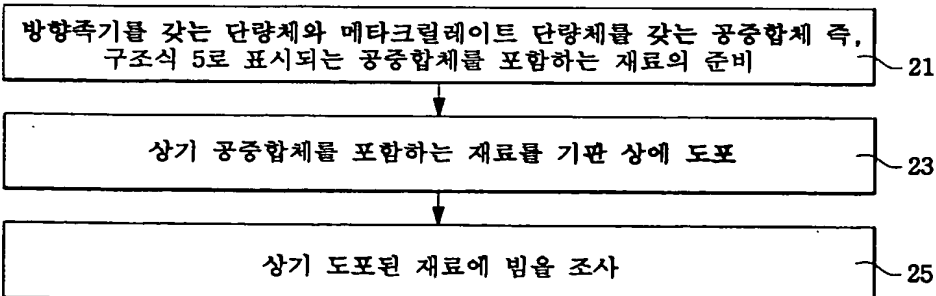 방향족기를 갖는 단량체와 메타크릴레이트 단량체를 갖는 공중합체 즉,
구조식 5로 표시되는 공중합체를 포함하는 재료의 준비
21
상기 공중합체를 포함하는 재료를 기판 상에 도포
23
상기 도포된 재료에 빔을 조사
25